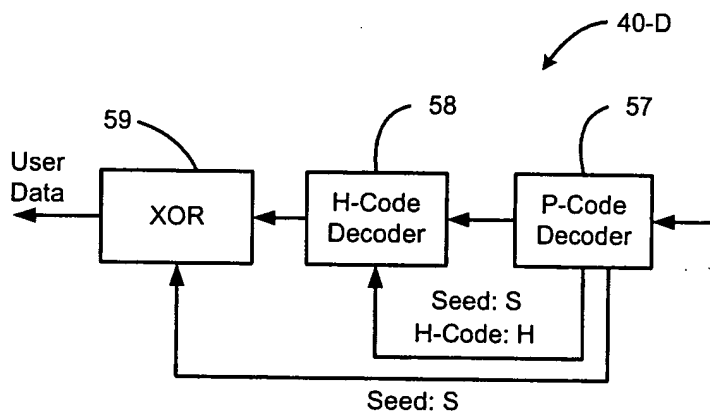 40-D
59
58
57
User
Data
XOR
H-Code
Decoder
P-Code
Decoder
Seed: S
H-Code: H
Seed: S